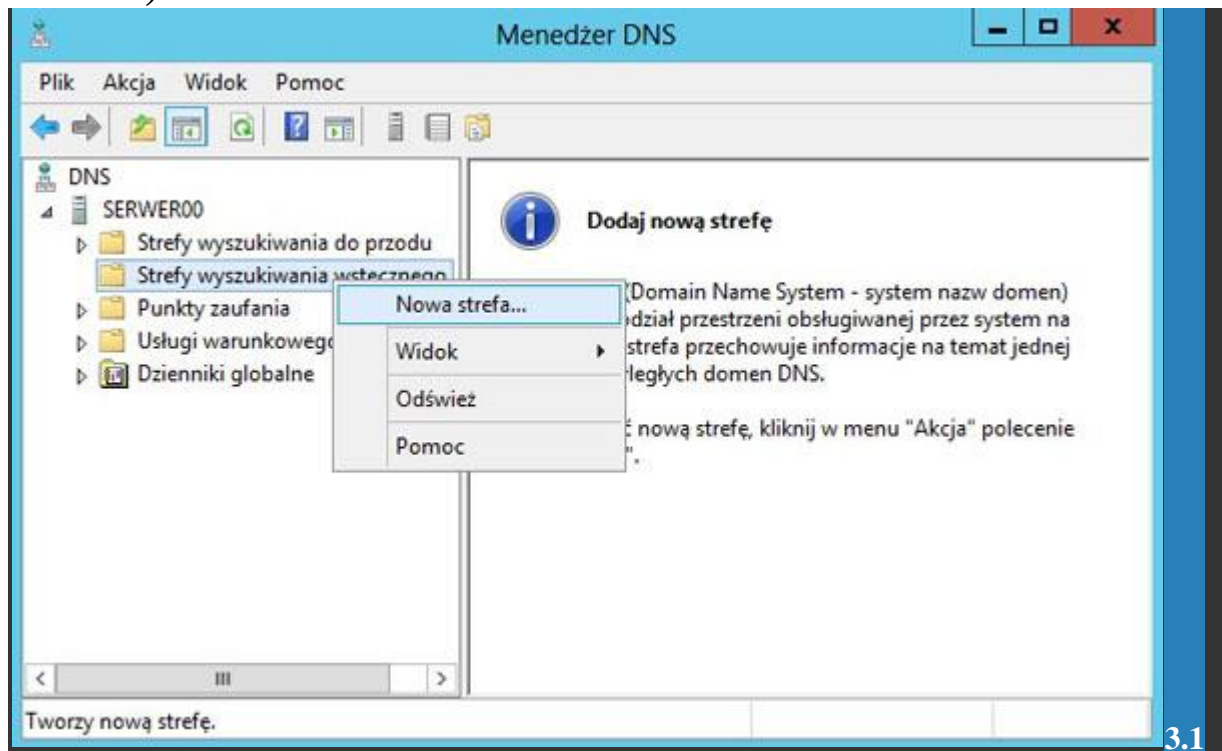 Menedżer DNS
Plik Akcja Widok Pomoc
DNS
SERWER00
Strefy wyszukiwania do przodu
Strefy wyszukiwania wstecznego
Punkty zaufania
Usługi warunkowego
Dzienniki globalne
Nowa strefa...
Widok
Odśwież
Pomoc
Dodaj nową strefę
(Domain Name System - system nazw domen)
dział przestrzeni obsługiwanej przez system na
strefa przechowuje informacje na temat jednej
ległych domen DNS.
ć nową strefę, kliknij w menu "Akcja" polecenie
".
Tworzy nową strefę.
3.1